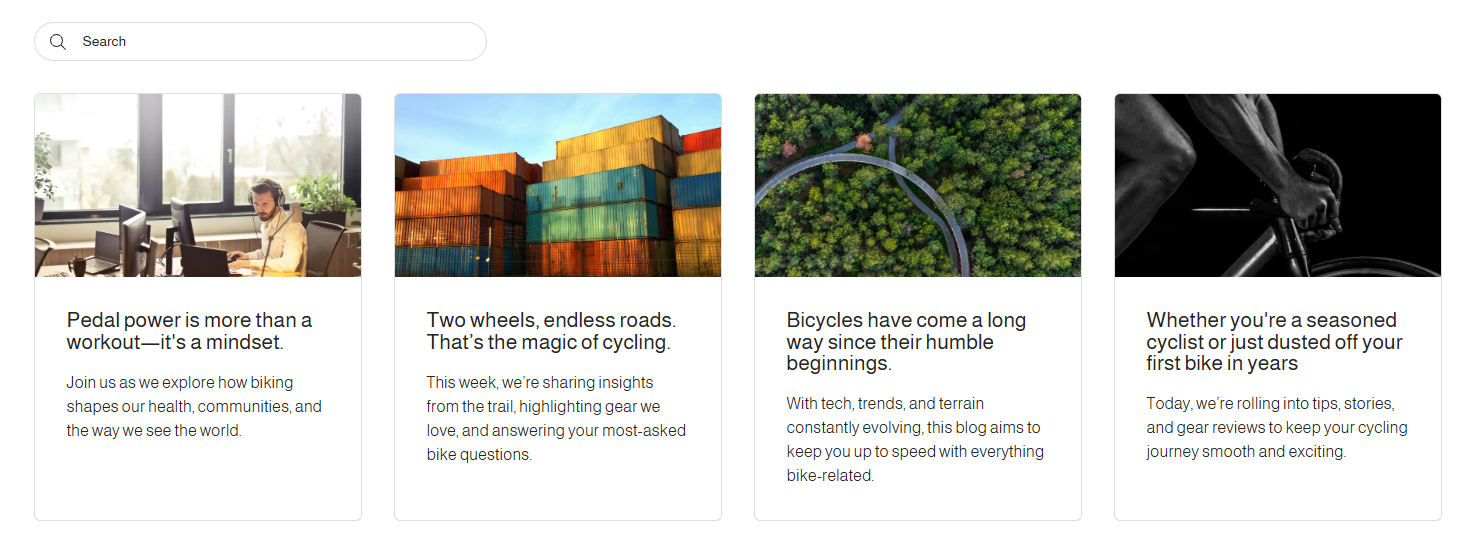 Search
Pedal power is more than a
workout—it's a mindset.
Join us as we explore how biking
shapes our health, communities, and
the way we see the world.
Two wheels, endless roads.
That’s the magic of cycling.
This week, we’re sharing insights
from the trail, highlighting gear we
love, and answering your most-asked
bike questions.
Bicycles have come a long
way since their humble
beginnings.
With tech, trends, and terrain
constantly evolving, this blog aims to
keep you up to speed with everything
bike-related.
Whether you're a seasoned
cyclist or just dusted off your
first bike in years
Today, we’re rolling into tips, stories,
and gear reviews to keep your cycling
journey smooth and exciting.